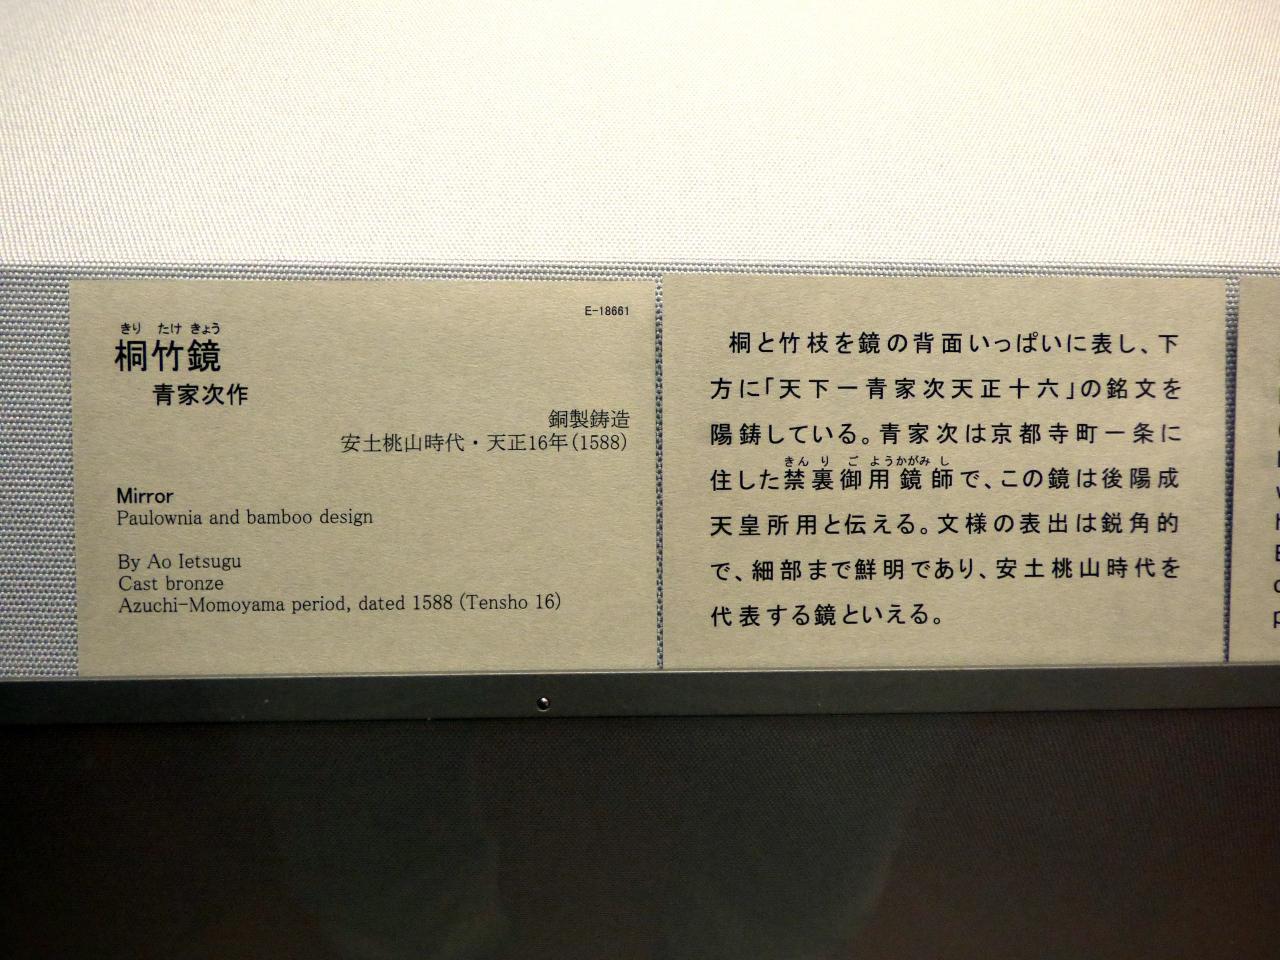 E-18661
きり たけ きょう
桐竹鏡
青家次作
銅製鋳造
安土桃山時代・天正16年(1588)
Mirror
Paulownia and bamboo design
By Ao Ietsugu
Cast bronze
Azuchi-Momoyama period, dated 1588 (Tensho 16)
桐と竹枝を鏡の背面いっぱいに表し、下
方に「天下一青家次天正十六」の銘文を
陽鋳している。青家次は京都寺町一条に
きん り ご ようかがみ し
住した禁裏御用鏡師で、この鏡は後陽成
天皇所用と伝える。文様の表出は鋭角的
で、細部まで鮮明であり、安土桃山時代を
代表する鏡といえる。